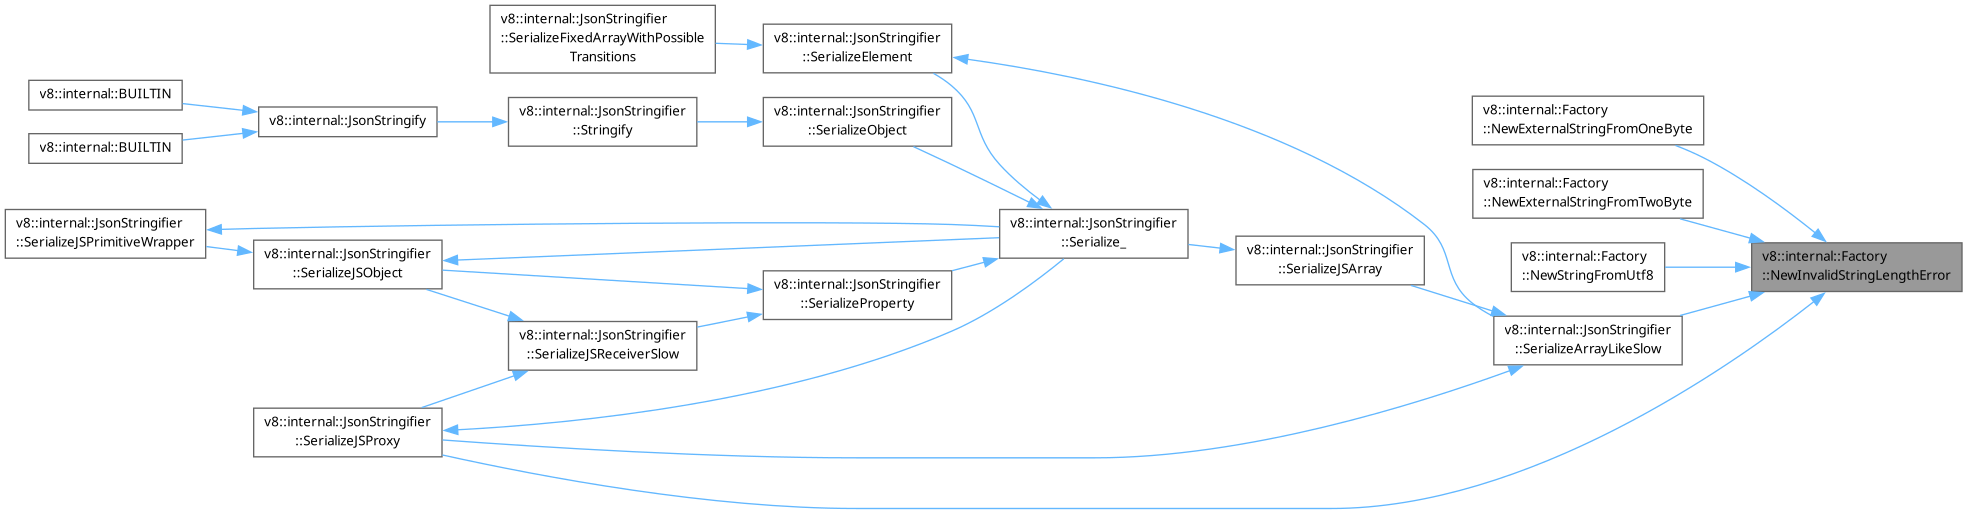 v8::internal::JsonStringifier
::SerializeFixedArrayWithPossible
Transitions
v8::internal::JsonStringifier
::SerializeElement
v8::internal::BUILTIN
v8::internal::BUILTIN
v8::internal::JsonStringify
v8::internal::JsonStringifier
::Stringify
v8::internal::JsonStringifier
::SerializeObject
v8::internal::Factory
::NewExternalStringFromOneByte
v8::internal::Factory
::NewExternalStringFromTwoByte
v8::internal::JsonStringifier
::SerializeJSPrimitiveWrapper
v8::internal::JsonStringifier
::SerializeJSObject
v8::internal::JsonStringifier
::Serialize_
v8::internal::JsonStringifier
::SerializeJSArray
v8::internal::Factory
::NewStringFromUtf8
v8::internal::Factory
::NewInvalidStringLengthError
v8::internal::JsonStringifier
::SerializeProperty
v8::internal::JsonStringifier
::SerializeJSReceiverSlow
v8::internal::JsonStringifier
::SerializeArrayLikeSlow
v8::internal::JsonStringifier
::SerializeJSProxy